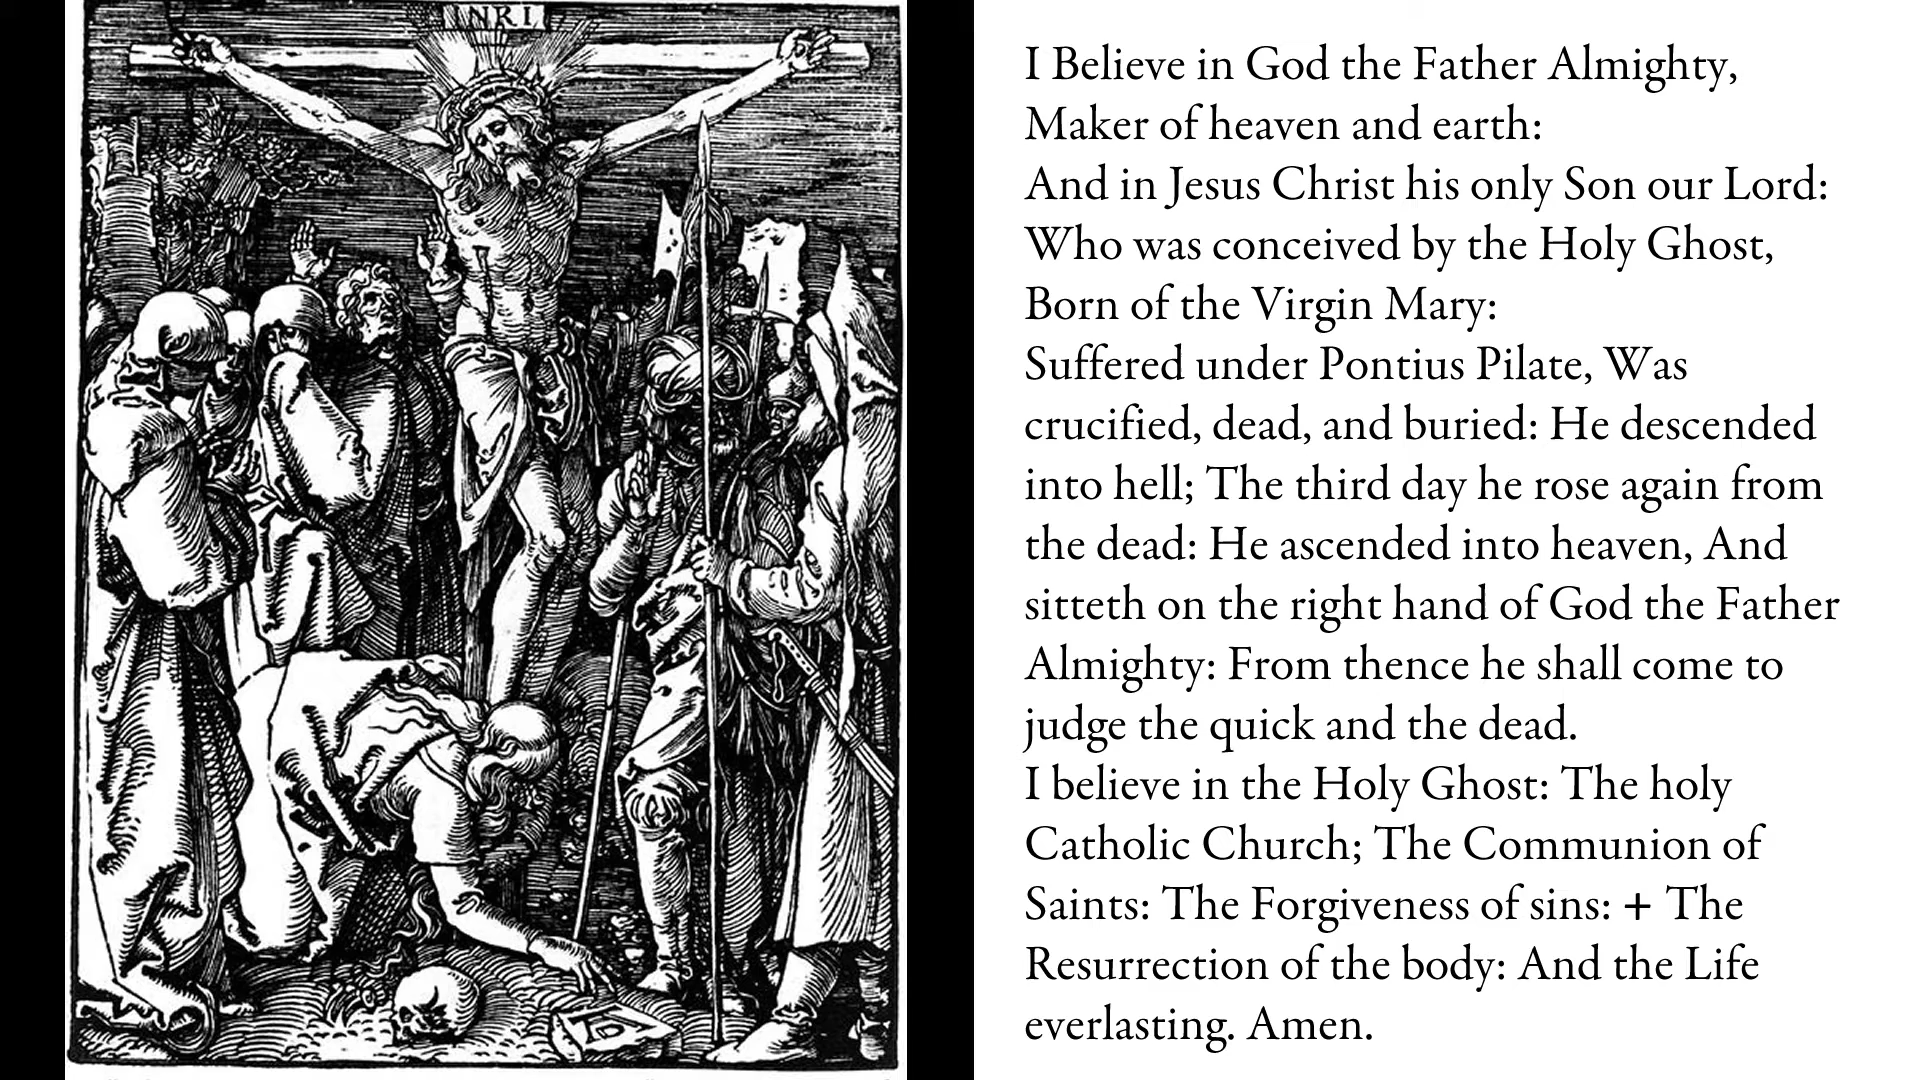 INRI
I Believe in God the Father Almighty,
Maker of heaven and earth:
And in Jesus Christ his only Son our Lord:
Who was conceived by the Holy Ghost,
Born of the Virgin Mary:
Suffered under Pontius Pilate, Was
crucified, dead, and buried: He descended
into hell; The third day he rose again from
the dead: He ascended into heaven, And
sitteth on the right hand of God the Father
Almighty: From thence he shall come to
judge the quick and the dead.
I believe in the Holy Ghost: The holy
Catholic Church; The Communion of
Saints: The Forgiveness of sins: + The
Resurrection of the body: And the Life
everlasting. Amen.
AD